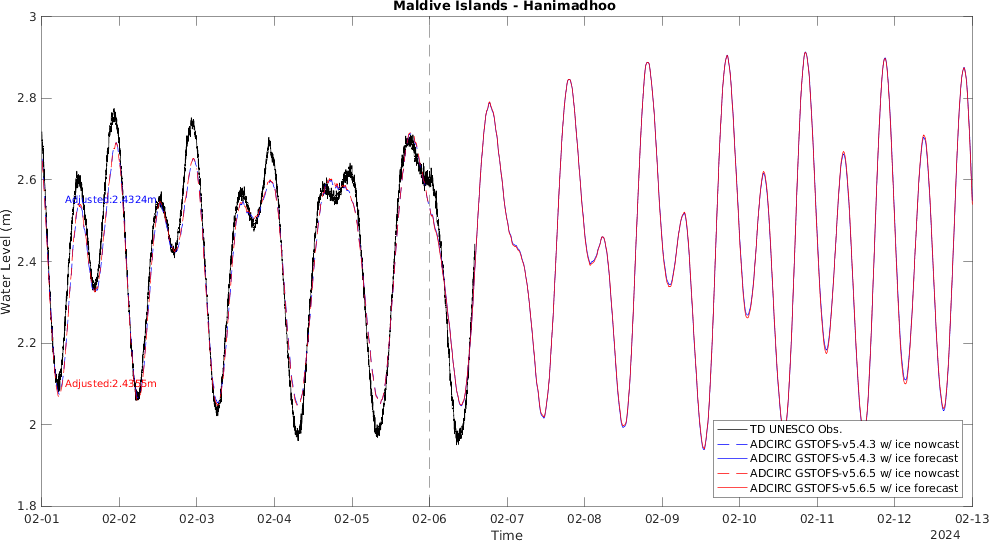 Maldive Islands - Hanimadhoo
3
2.8
2.6
2.4
2.2
2
1.8
Water Level (m)
Adjusted:2.4324m
Adjusted:2.4355m
TD UNESCO Obs.
ADCIRC GSTOFS-v5.4.3 w/ ice nowcast
ADCIRC GSTOFS-v5.4.3 w/ ice forecast
ADCIRC GSTOFS-v5.6.5 w/ ice nowcast
ADCIRC GSTOFS-v5.6.5 w/ ice forecast
02-01 02-02 02-03 02-04 02-05 02-06 02-07 02-08 02-09 02-10 02-11 02-12 02-13
Time
2024